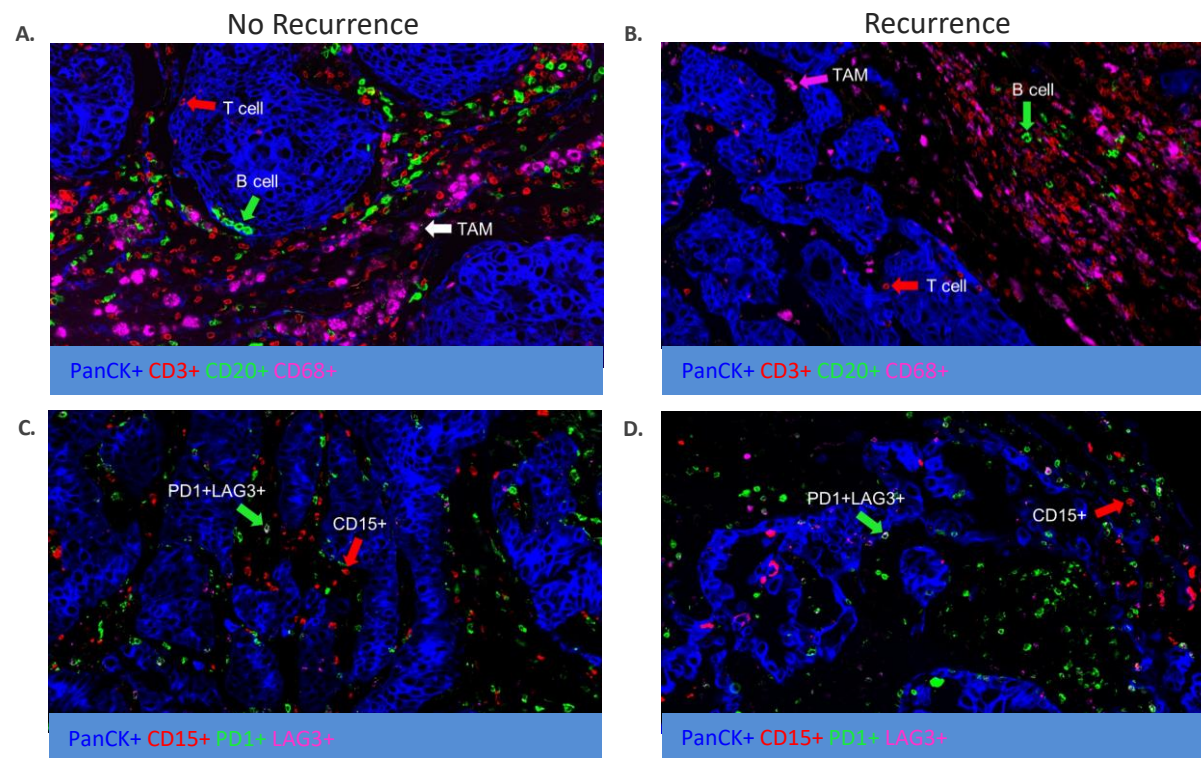 No Recurrence
Recurrence
A.
T cell
B cell
TAM
PanCK+ CD3+ CD20+ CD68+
B.
TAM
B cell
T cell
PanCK+ CD3+ CD20+ CD68+
C.
PD1+LAG3+
CD15+
PanCK+ CD15+ PD1+ LAG3+
D.
PD1+LAG3+
CD15+
PanCK+ CD15+ PD1+ LAG3+